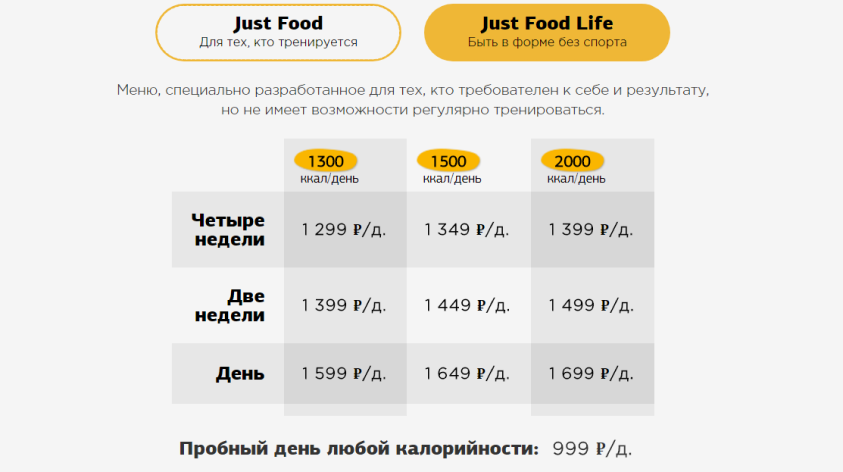 Just Food
Для тех, кто тренируется
Just Food Life
Быть в форме без спорта
Меню, специально разработанное для тех, кто требователен к себе и результату,
но не имеет возможности регулярно тренироваться.
1300 1500 2000
ккал/день ккал/день ккал/день
Четыре
недели
1 299 ₽/д. 1 349 ₽/д. 1 399 ₽/д.
Две
недели
1 399 ₽/д. 1 449 ₽/д. 1 499 ₽/д.
День 1 599 ₽/д. 1 649 ₽/д. 1 699 ₽/д.
Пробный день любой калорийности: 999 ₽/д.